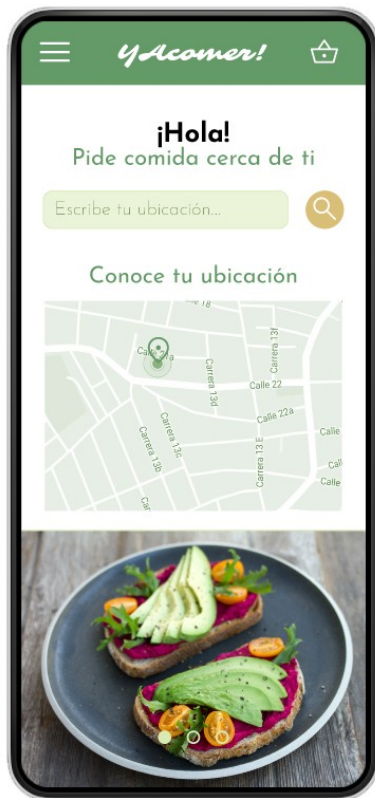 YAcomer!
¡Hola!
Pide comida cerca de ti
Escribe tu ubicación...
Conoce tu ubicación
Carrera 13f
Carrera 13d
Calle 22
Calle 22a
Calle
Carrera 13b
Carrera 13c
Carrera 13 E
Cal
Calle